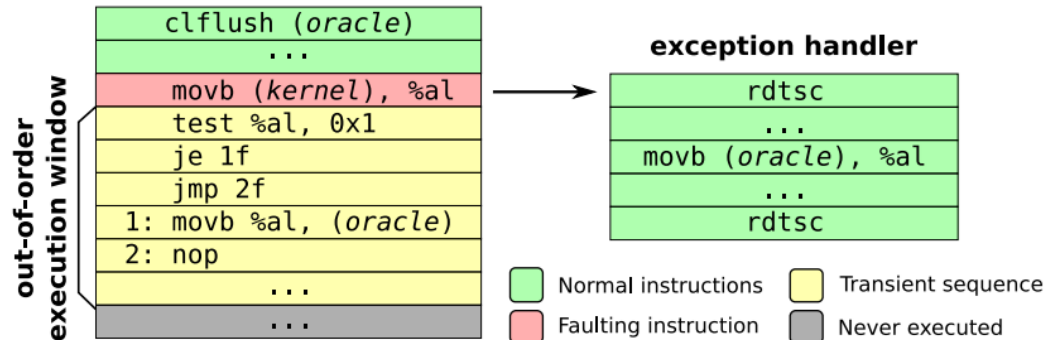 clflush (oracle)
...
movb (kernel), %al
test %al, 0x1
je 1f
jmp 2f
1: movb %al, (oracle)
2: nop
...
...
out-of-order
execution window
exception handler
rdtsc
...
movb (oracle), %al
...
rdtsc
Normal instructions
Transient sequence
Faulting instruction
Never executed